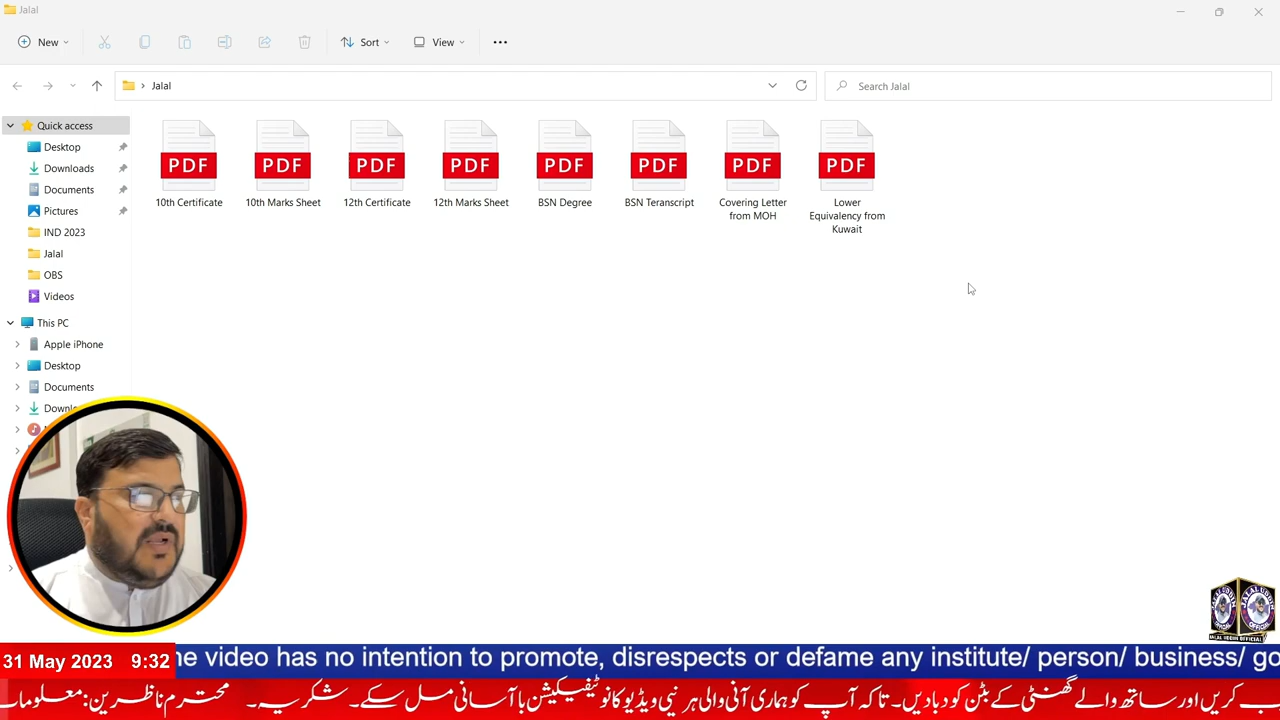 Jalal
New
Sort
View
Jalal
Search Jalal
Quick access
Desktop
Downloads
Documents
Pictures
IND 2023
Jalal
OBS
Videos
This PC
Apple iPhone
Desktop
Documents
PDF
10th Certificate
PDF
10th Marks Sheet
PDF
12th Certificate
PDF
12th Marks Sheet
PDF
BSN Degree
PDF
BSN Teranscript
PDF
Covering Letter
from MOH
PDF
Lower
Equivalency from
Kuwait
JALAL UDDIN OFFICIAL
31 May 2023 9:32
he video has no intention to promote, disrespects or defame any institute/ person/ business/ go
کریں اور ساتھ والے گھنٹی کے بٹن کو دبا دیں۔ تاکہ آپ کو ہماری آنی والی ہر نیی ویڈیو کا نوٹیفیکیشن با آسانی مل سکے۔ شکریہ۔ محترم ناظرین: معلومات